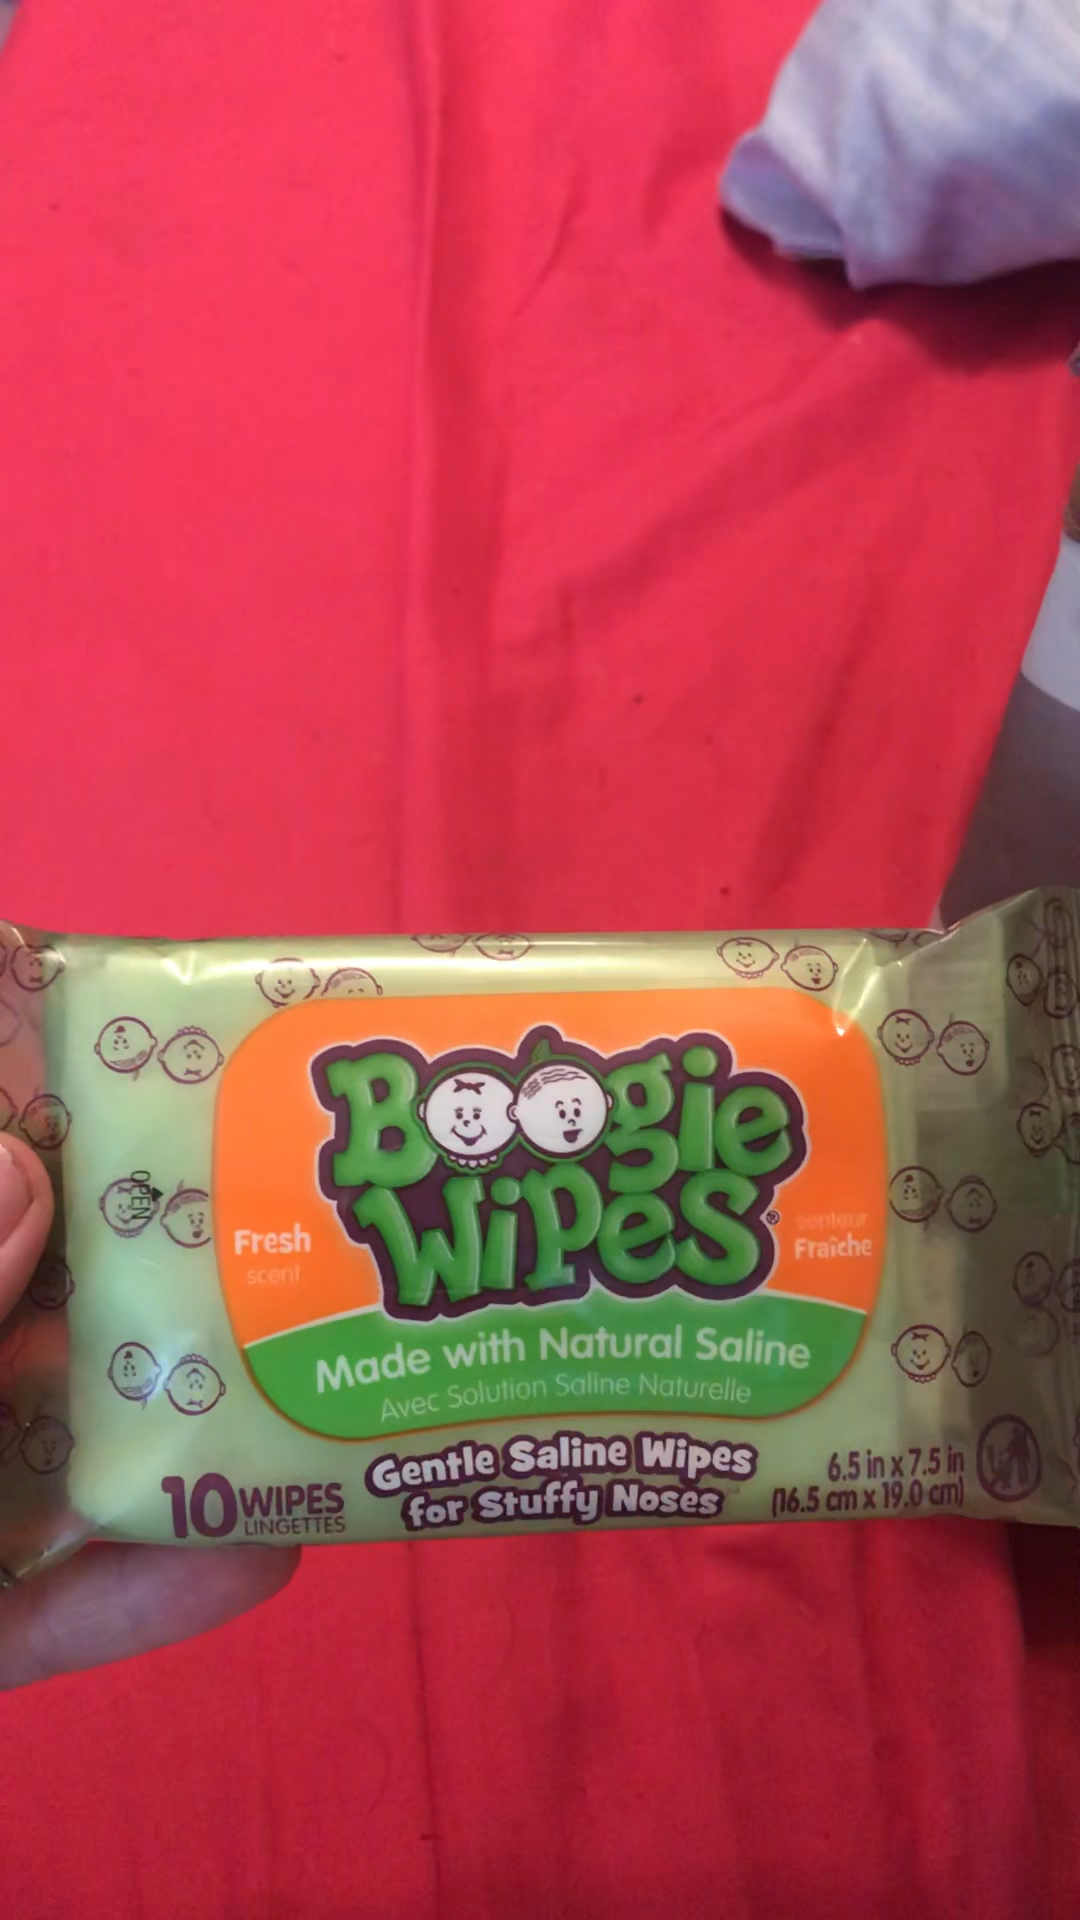 Boogie
Wipes®
Fresh
scent
senteur
Fraîche
OPEN
Made with Natural Saline
Avec Solution Saline Naturelle
Gentle Saline Wipes
for Stuffy Noses
10 WIPES
LINGETTES
6.5 in x 7.5 in
(16.5 cm x 19.0 cm)